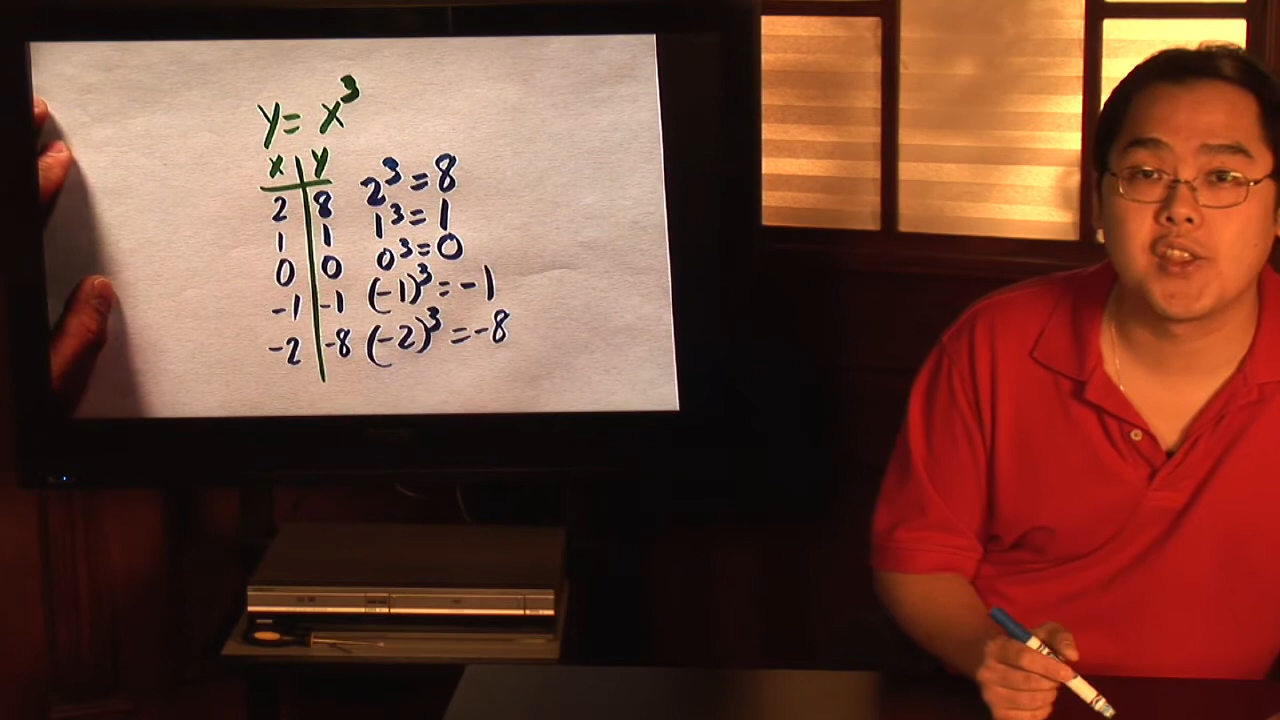 y = x³
x y
2 8 2³ = 8
1 1 1³ = 1
0 0 0³ = 0
-1 -1 (-1)³ = -1
-2 -8 (-2)³ = -8